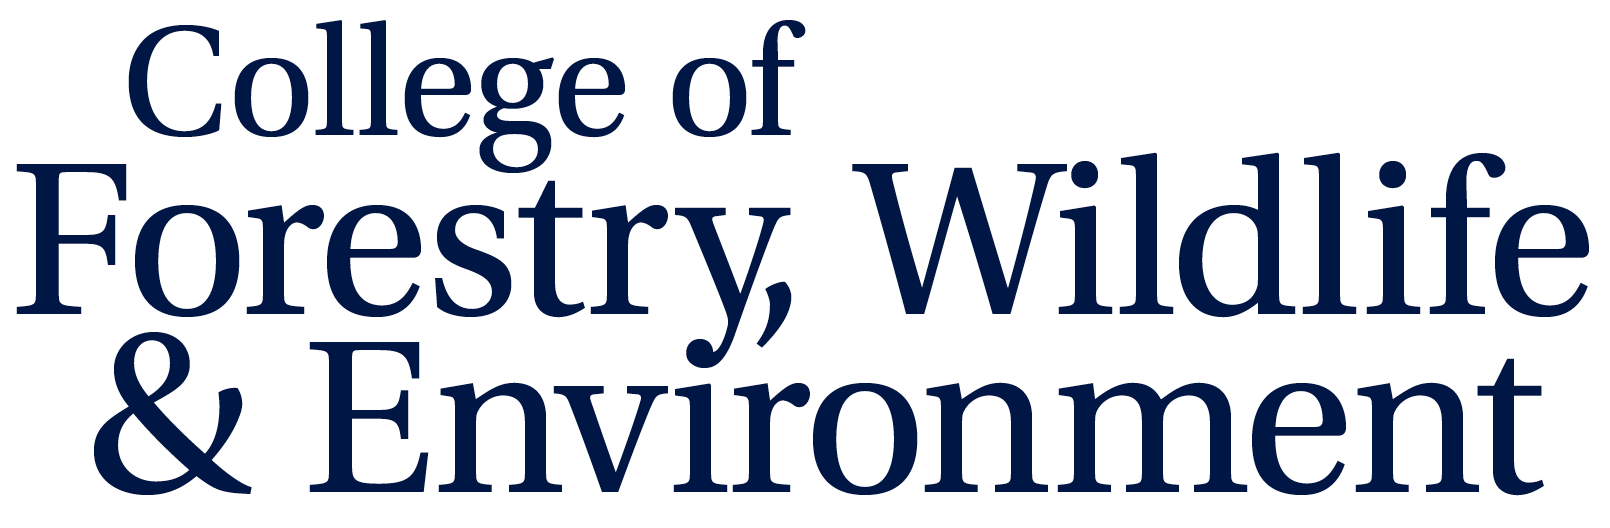 College of
Forestry, Wildlife
& Environment